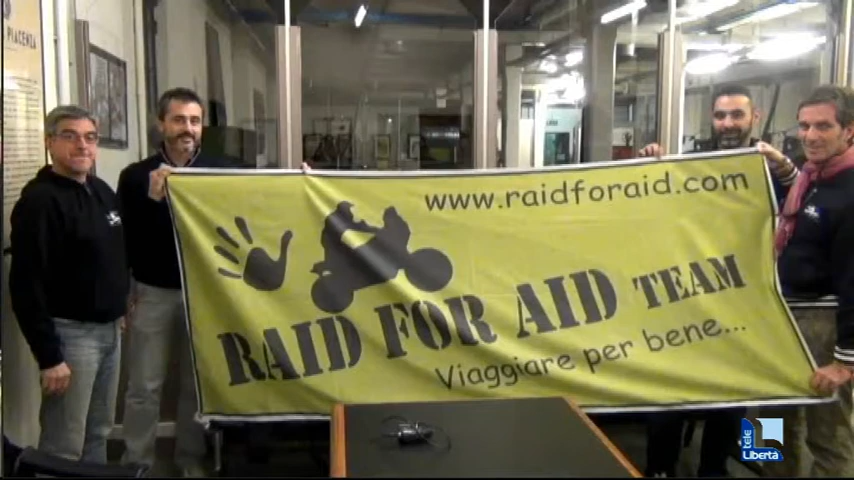 PIACENZA
www.raidforaid.com
RAID FOR AID TEAM
Viaggiare per bene...
tele
Libertà